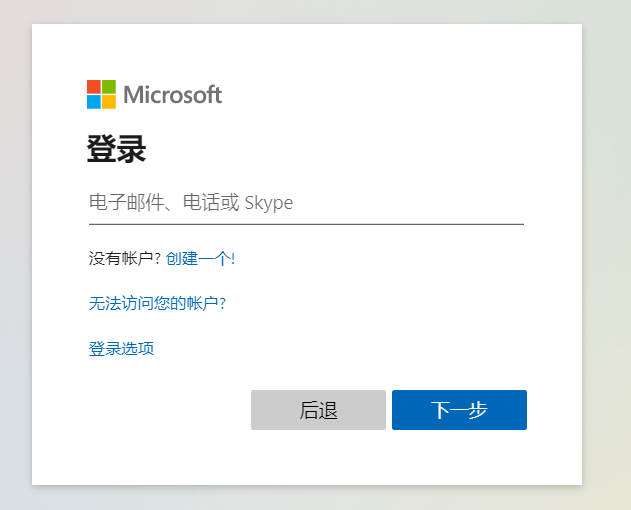 Microsoft
登录
电子邮件、电话或 Skype
没有帐户? 创建一个!
无法访问您的帐户?
登录选项
后退 下一步